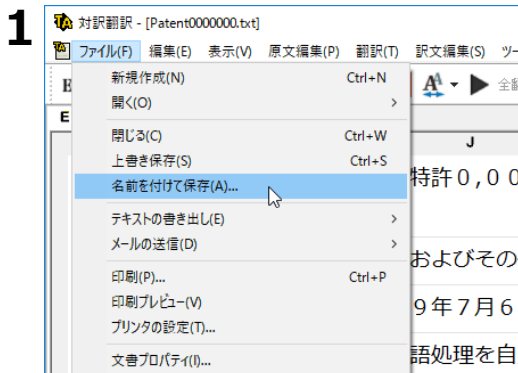 1
対訳翻訳 - [Patent0000000.txt]
ファイル(F) 編集(E) 表示(V) 原文編集(P) 翻訳(T) 訳文編集(S) ツー
新規作成(N) Ctrl+N
開く(O) >
閉じる(C) Ctrl+W
上書き保存(S) Ctrl+S
名前を付けて保存(A)...
テキストの書き出し(E) >
メールの送信(D) >
印刷(P)... Ctrl+P
印刷プレビュー(V)
プリンタの設定(T)...
文書プロパティ(I)...
E
J
特許０,００
およびその
９年７月６
語処理を自